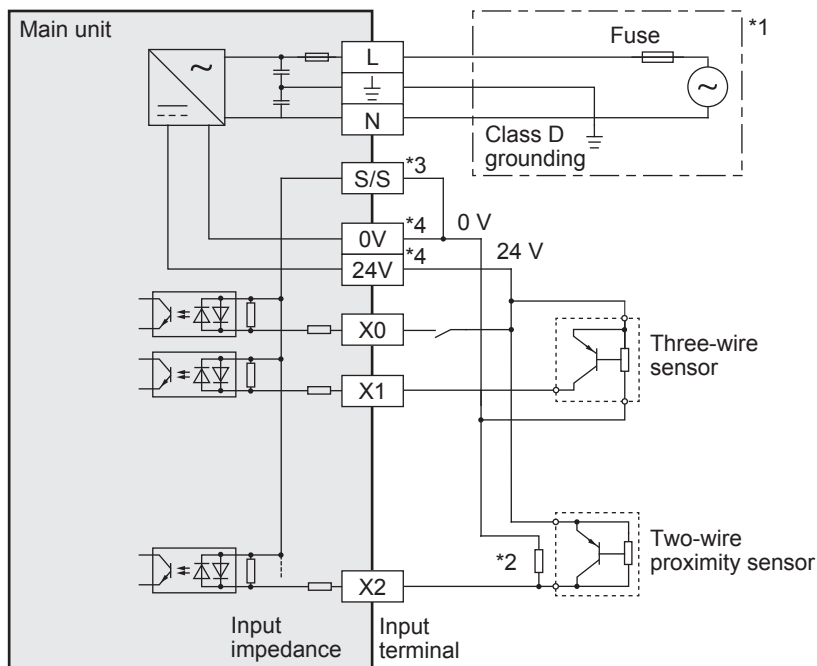 Main unit
L
N
Fuse
*1
~
~
Class D
grounding
S/S
*3
0V
*4
0 V
24V
*4
24 V
X0
Three-wire
sensor
X1
*2
Two-wire
proximity sensor
X2
Input
impedance
Input
terminal